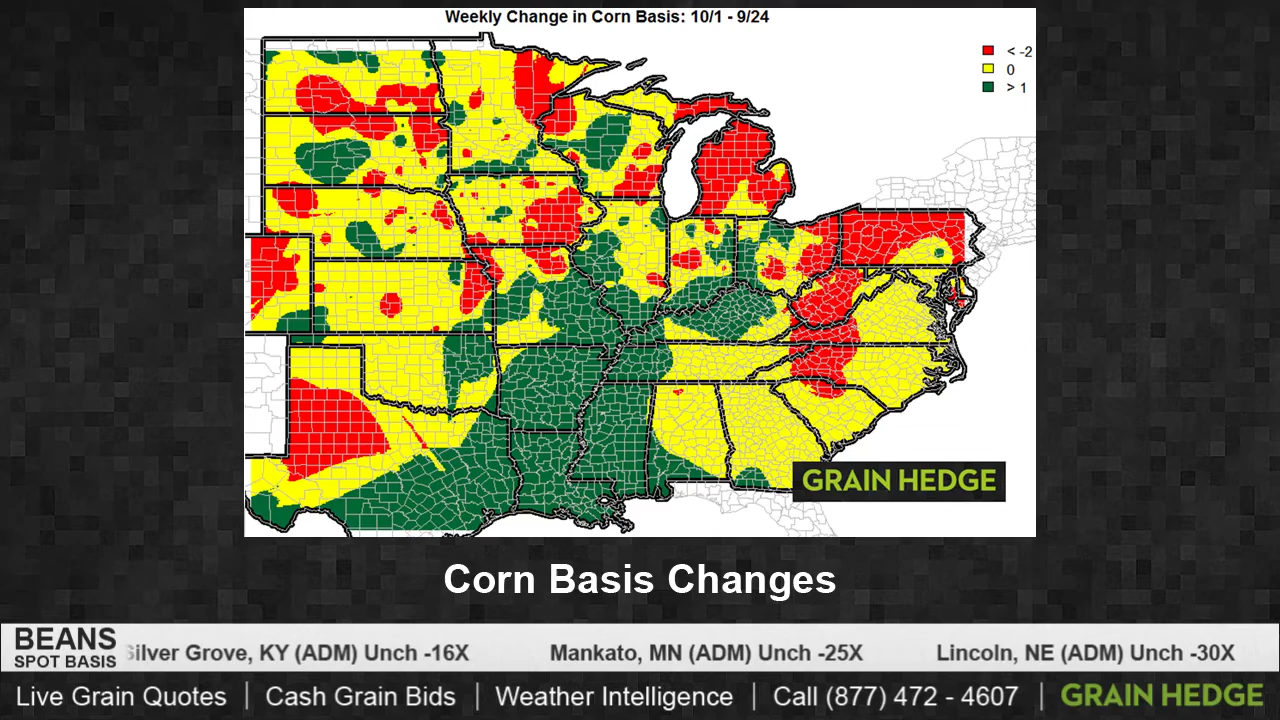 Weekly Change in Corn Basis: 10/1 - 9/24
< -2
0
> 1
GRAIN HEDGE
Corn Basis Changes
BEANS
SPOT BASIS
Silver Grove, KY (ADM) Unch -16X Mankato, MN (ADM) Unch -25X Lincoln, NE (ADM) Unch -30X
Live Grain Quotes | Cash Grain Bids | Weather Intelligence | Call (877) 472 - 4607 | GRAIN HEDGE